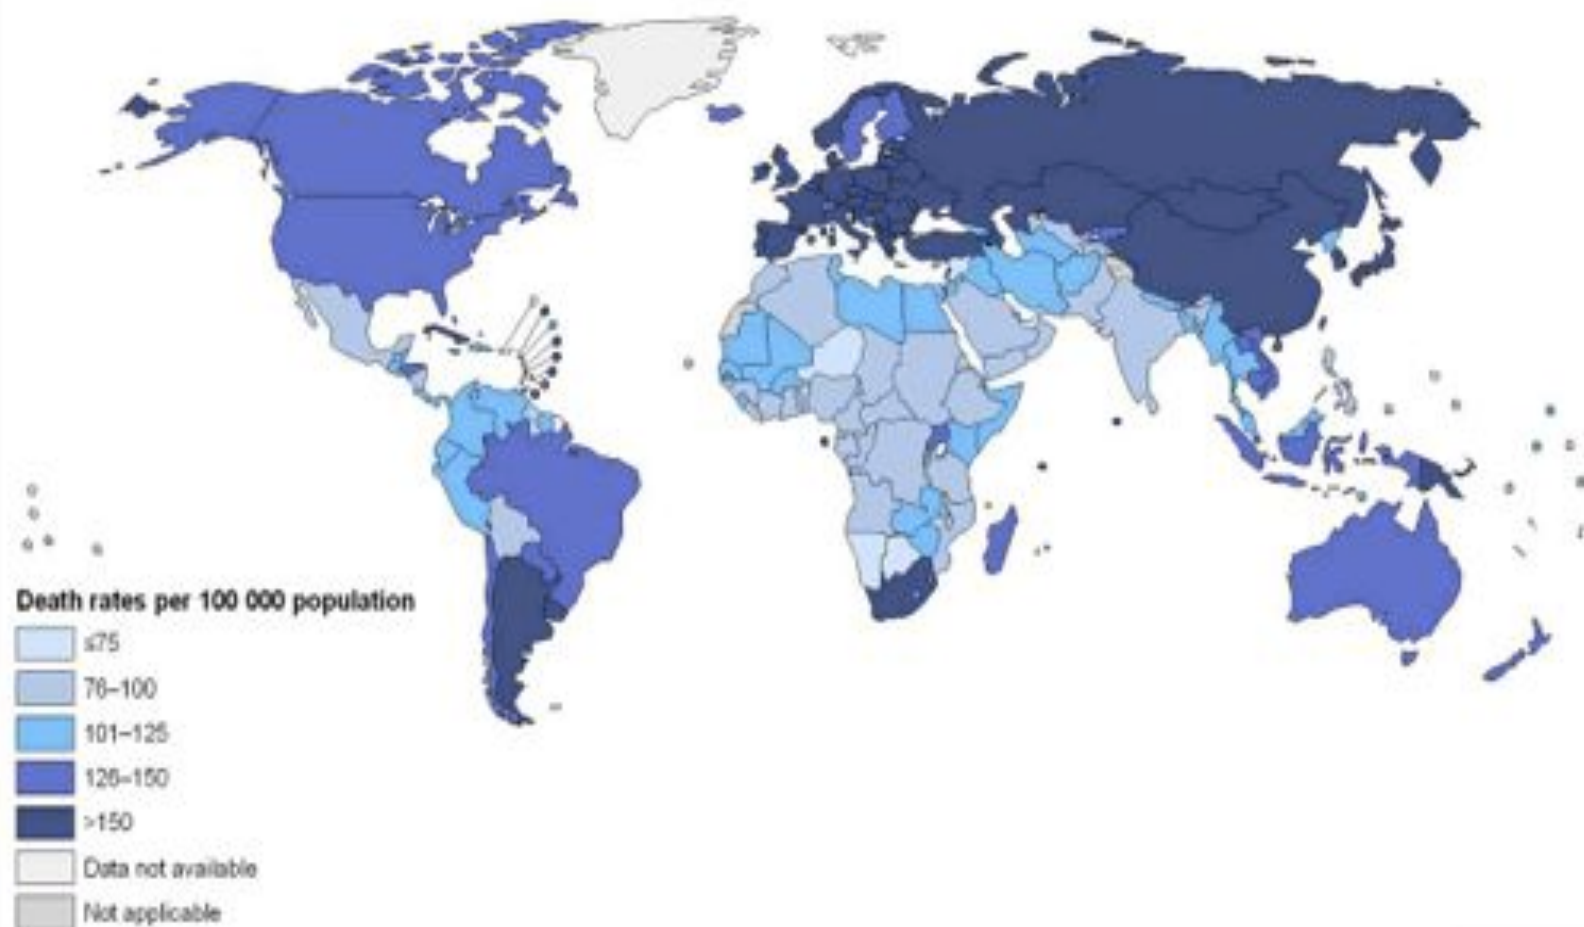 Death rates per 100 000 population
≤75
76–100
101–125
126–150
>150
Data not available
Not applicable